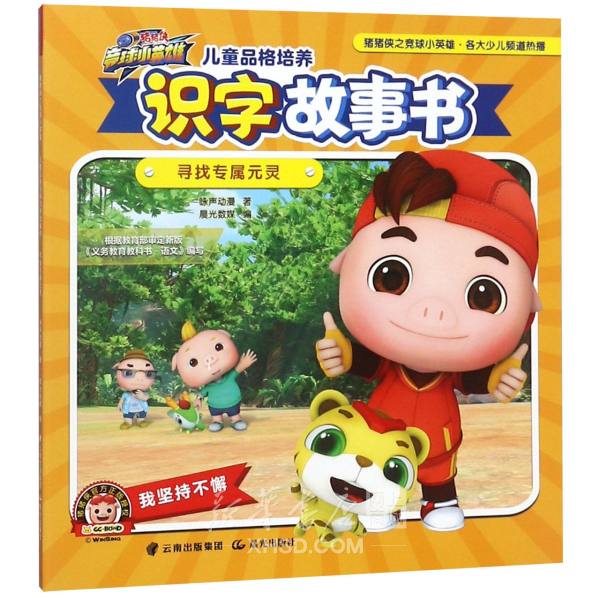 猪猪侠
竞球小英雄
猪猪侠之竞球小英雄·各大少儿频道热播
儿童品格培养
识字故事书
寻找专属元灵
咏声动漫 著
晨光数媒 编
根据教育部审定新版
《义务教育教科书 语文》编写
我坚持不懈
GG·BOND
© WINSING
云南出版集团 晨光出版社
XHSD.COM